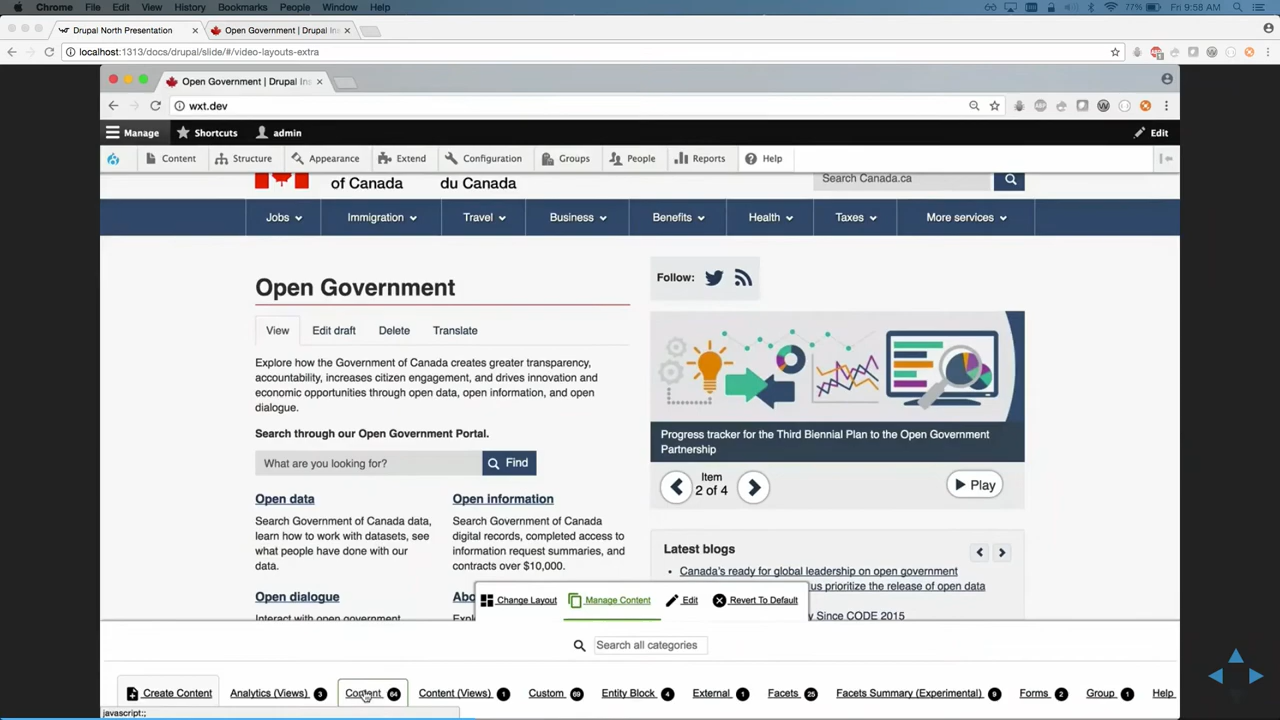 Chrome File Edit View History Bookmarks People Window Help 77% Fri 9:58 AM
Drupal North Presentation × Open Government | Drupal Ins ×
localhost:1313/docs/drupal/slide/#/video-layouts-extra
Open Government | Drupal Ins ×
wxt.dev
Manage Shortcuts admin Edit
Content Structure Appearance Extend Configuration Groups People Reports Help
of Canada du Canada Search Canada.ca
Jobs Immigration Travel Business Benefits Health Taxes More services
Open Government
View Edit draft Delete Translate
Explore how the Government of Canada creates greater transparency,
accountability, increases citizen engagement, and drives innovation and
economic opportunities through open data, open information, and open
dialogue.
Search through our Open Government Portal.
What are you looking for? Find
Open data
Search Government of Canada data,
learn how to work with datasets, see
what people have done with our
data.
Open information
Search Government of Canada
digital records, completed access to
information request summaries, and
contracts over $10,000.
Open dialogue
Interact with open government
Follow:
Progress tracker for the Third Biennial Plan to the Open Government
Partnership
Item
2 of 4
Play
Latest blogs
Canada's ready for global leadership on open government
us prioritize the release of open data
Since CODE 2015
Change Layout Manage Content Edit Revert To Default
Search all categories
Create Content Analytics (Views) 3 Content 64 Content (Views) 1 Custom 69 Entity Block 4 External 1 Facets 25 Facets Summary (Experimental) 9 Forms 2 Group 1 Help
javascript:;